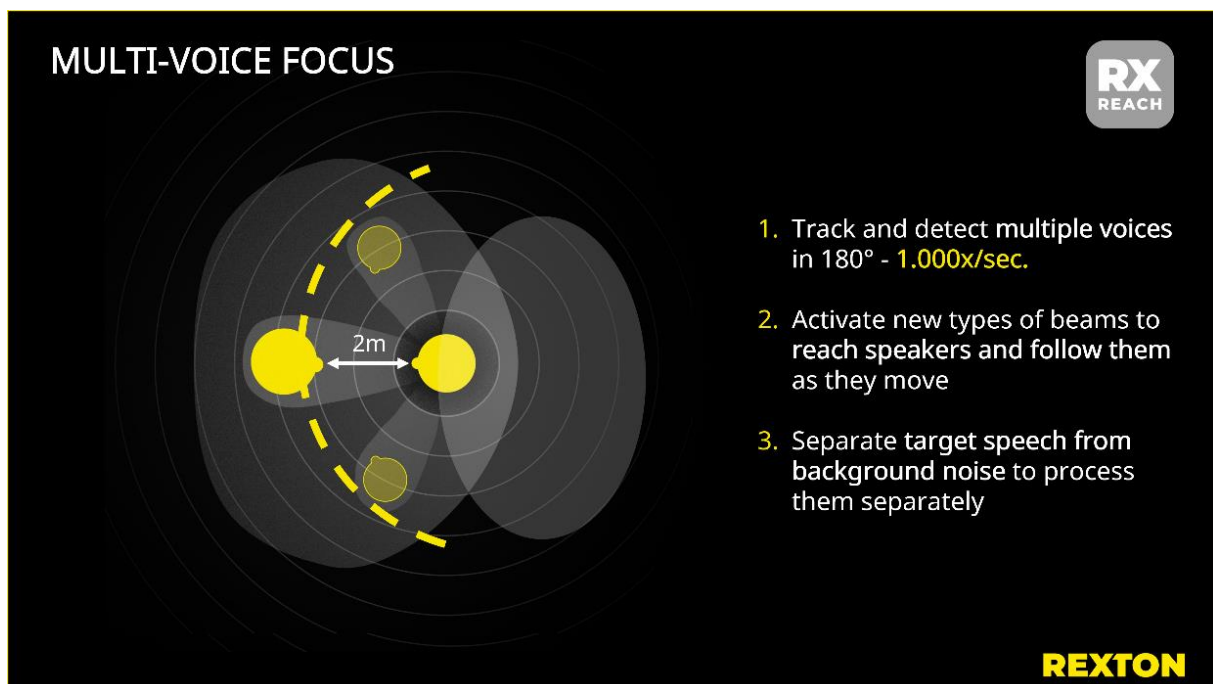 MULTI-VOICE FOCUS
RX
REACH
2m
1. Track and detect multiple voices
in 180° - 1.000x/sec.
2. Activate new types of beams to
reach speakers and follow them
as they move
3. Separate target speech from
background noise to process
them separately
REXTON